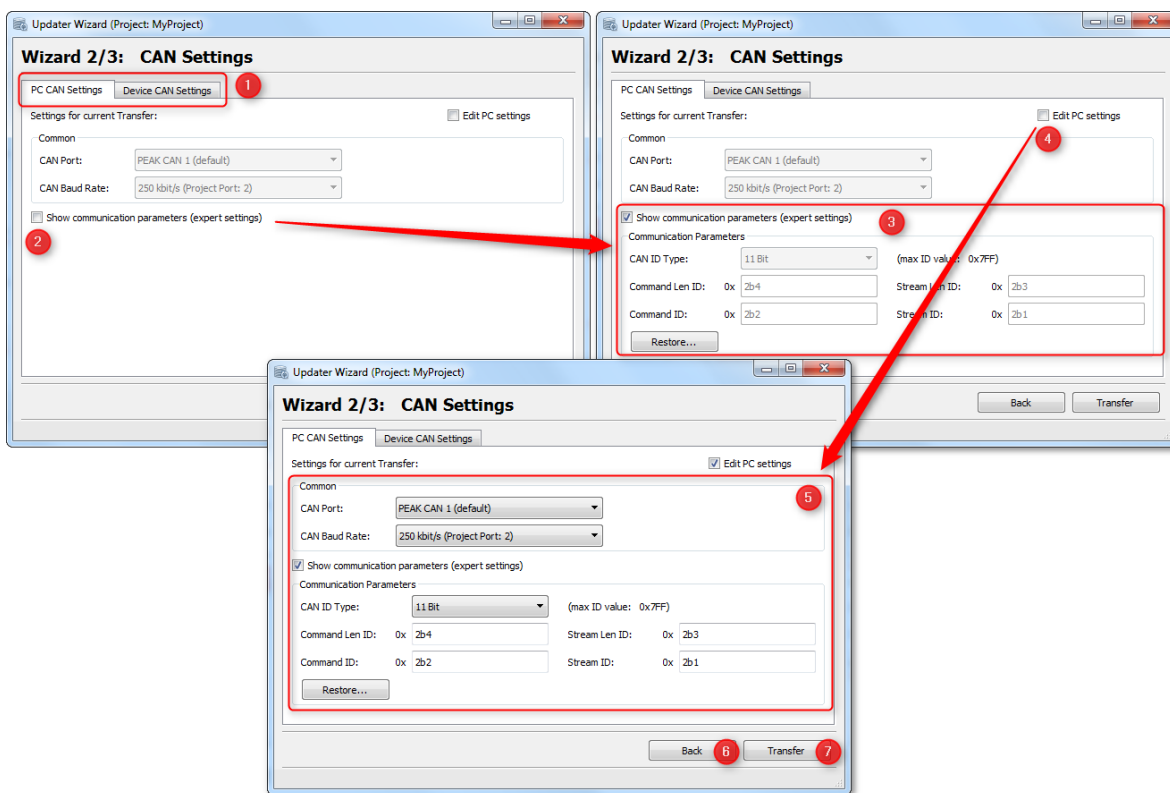 Updater Wizard (Project: MyProject)
Wizard 2/3: CAN Settings
PC CAN Settings Device CAN Settings 1
Settings for current Transfer: Edit PC settings
Common
CAN Port: PEAK CAN 1 (default)
CAN Baud Rate: 250 kbit/s (Project Port: 2)
Show communication parameters (expert settings)
2
Updater Wizard (Project: MyProject)
Wizard 2/3: CAN Settings
PC CAN Settings Device CAN Settings
Settings for current Transfer: Edit PC settings
Common 4
CAN Port: PEAK CAN 1 (default)
CAN Baud Rate: 250 kbit/s (Project Port: 2)
Show communication parameters (expert settings) 3
Communication Parameters
CAN ID Type: 11 Bit (max ID value: 0x7FF)
Command Len ID: 0x 2b4 Stream Len ID: 0x 2b3
Command ID: 0x 2b2 Stream ID: 0x 2b1
Restore...
Back Transfer
Updater Wizard (Project: MyProject)
Wizard 2/3: CAN Settings
PC CAN Settings Device CAN Settings
Settings for current Transfer: Edit PC settings
Common 5
CAN Port: PEAK CAN 1 (default)
CAN Baud Rate: 250 kbit/s (Project Port: 2)
Show communication parameters (expert settings)
Communication Parameters
CAN ID Type: 11 Bit (max ID value: 0x7FF)
Command Len ID: 0x 2b4 Stream Len ID: 0x 2b3
Command ID: 0x 2b2 Stream ID: 0x 2b1
Restore...
Back 6 Transfer 7